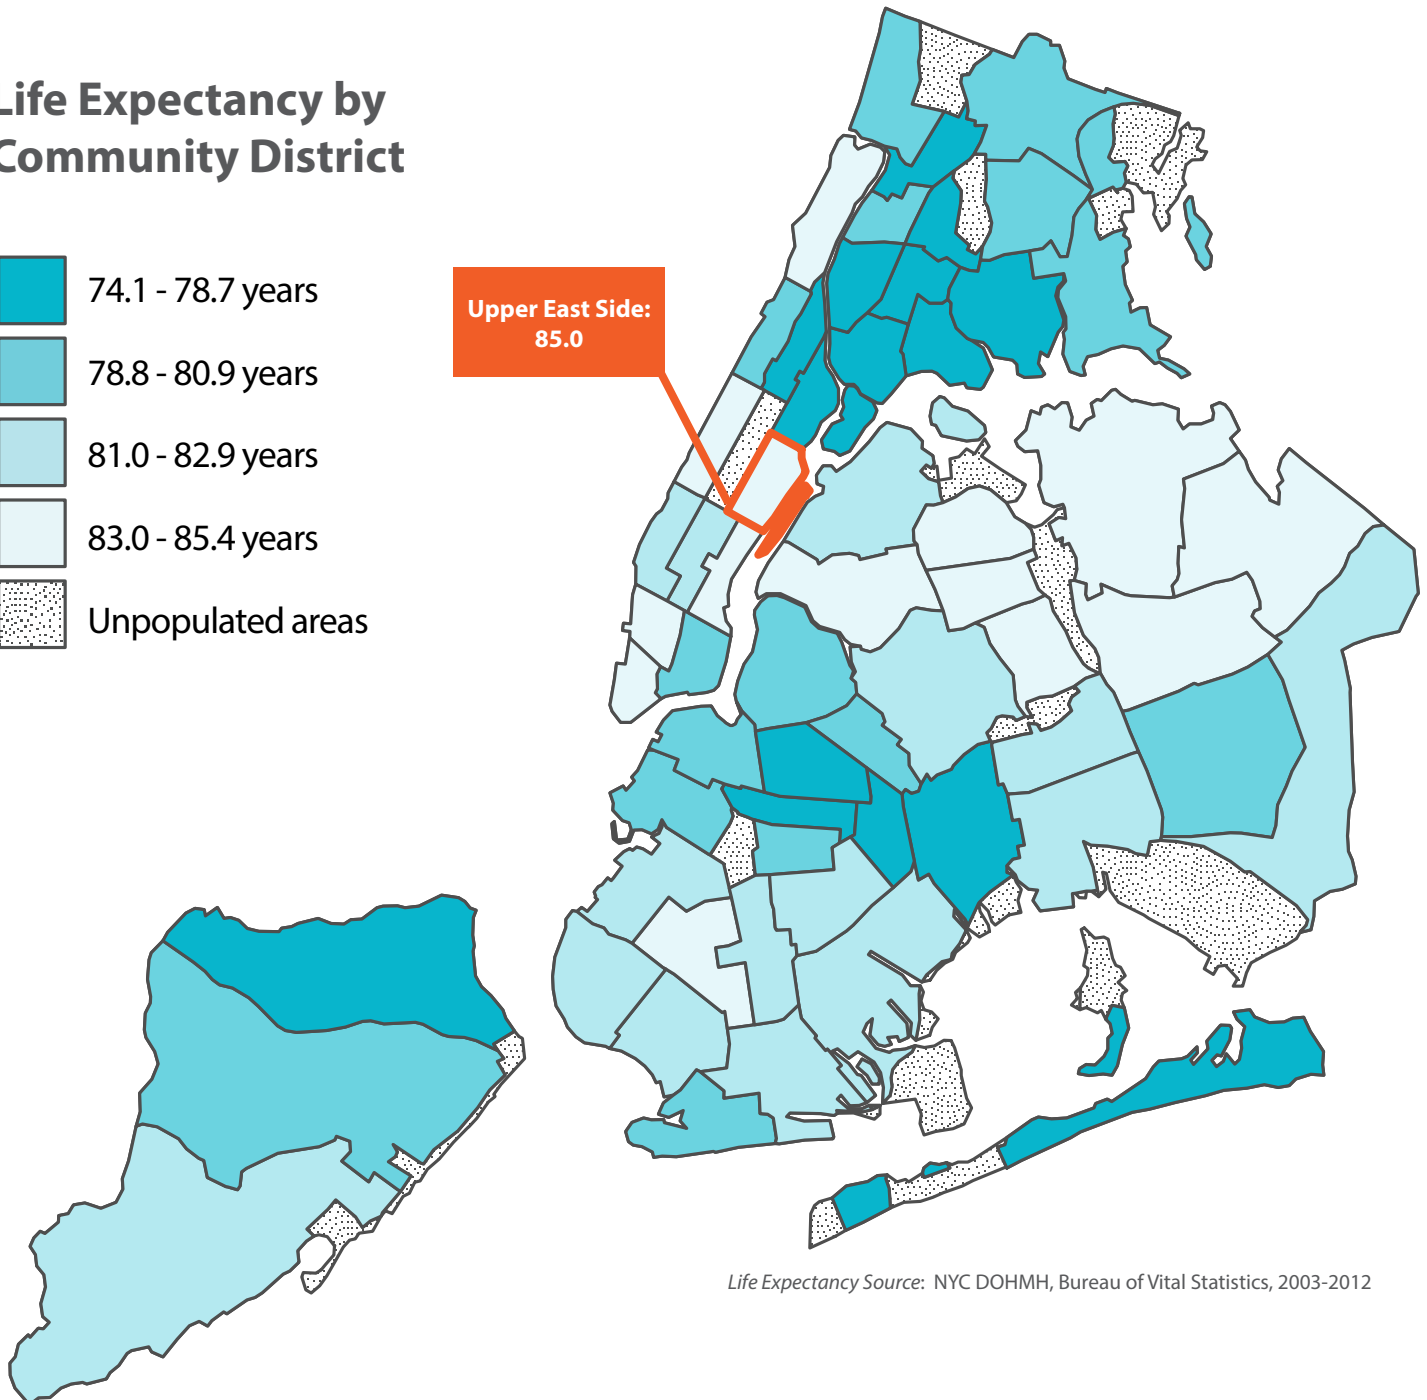 Life Expectancy by
Community District
74.1 - 78.7 years
78.8 - 80.9 years
81.0 - 82.9 years
83.0 - 85.4 years
Unpopulated areas
Upper East Side:
85.0
Life Expectancy Source: NYC DOHMH, Bureau of Vital Statistics, 2003-2012